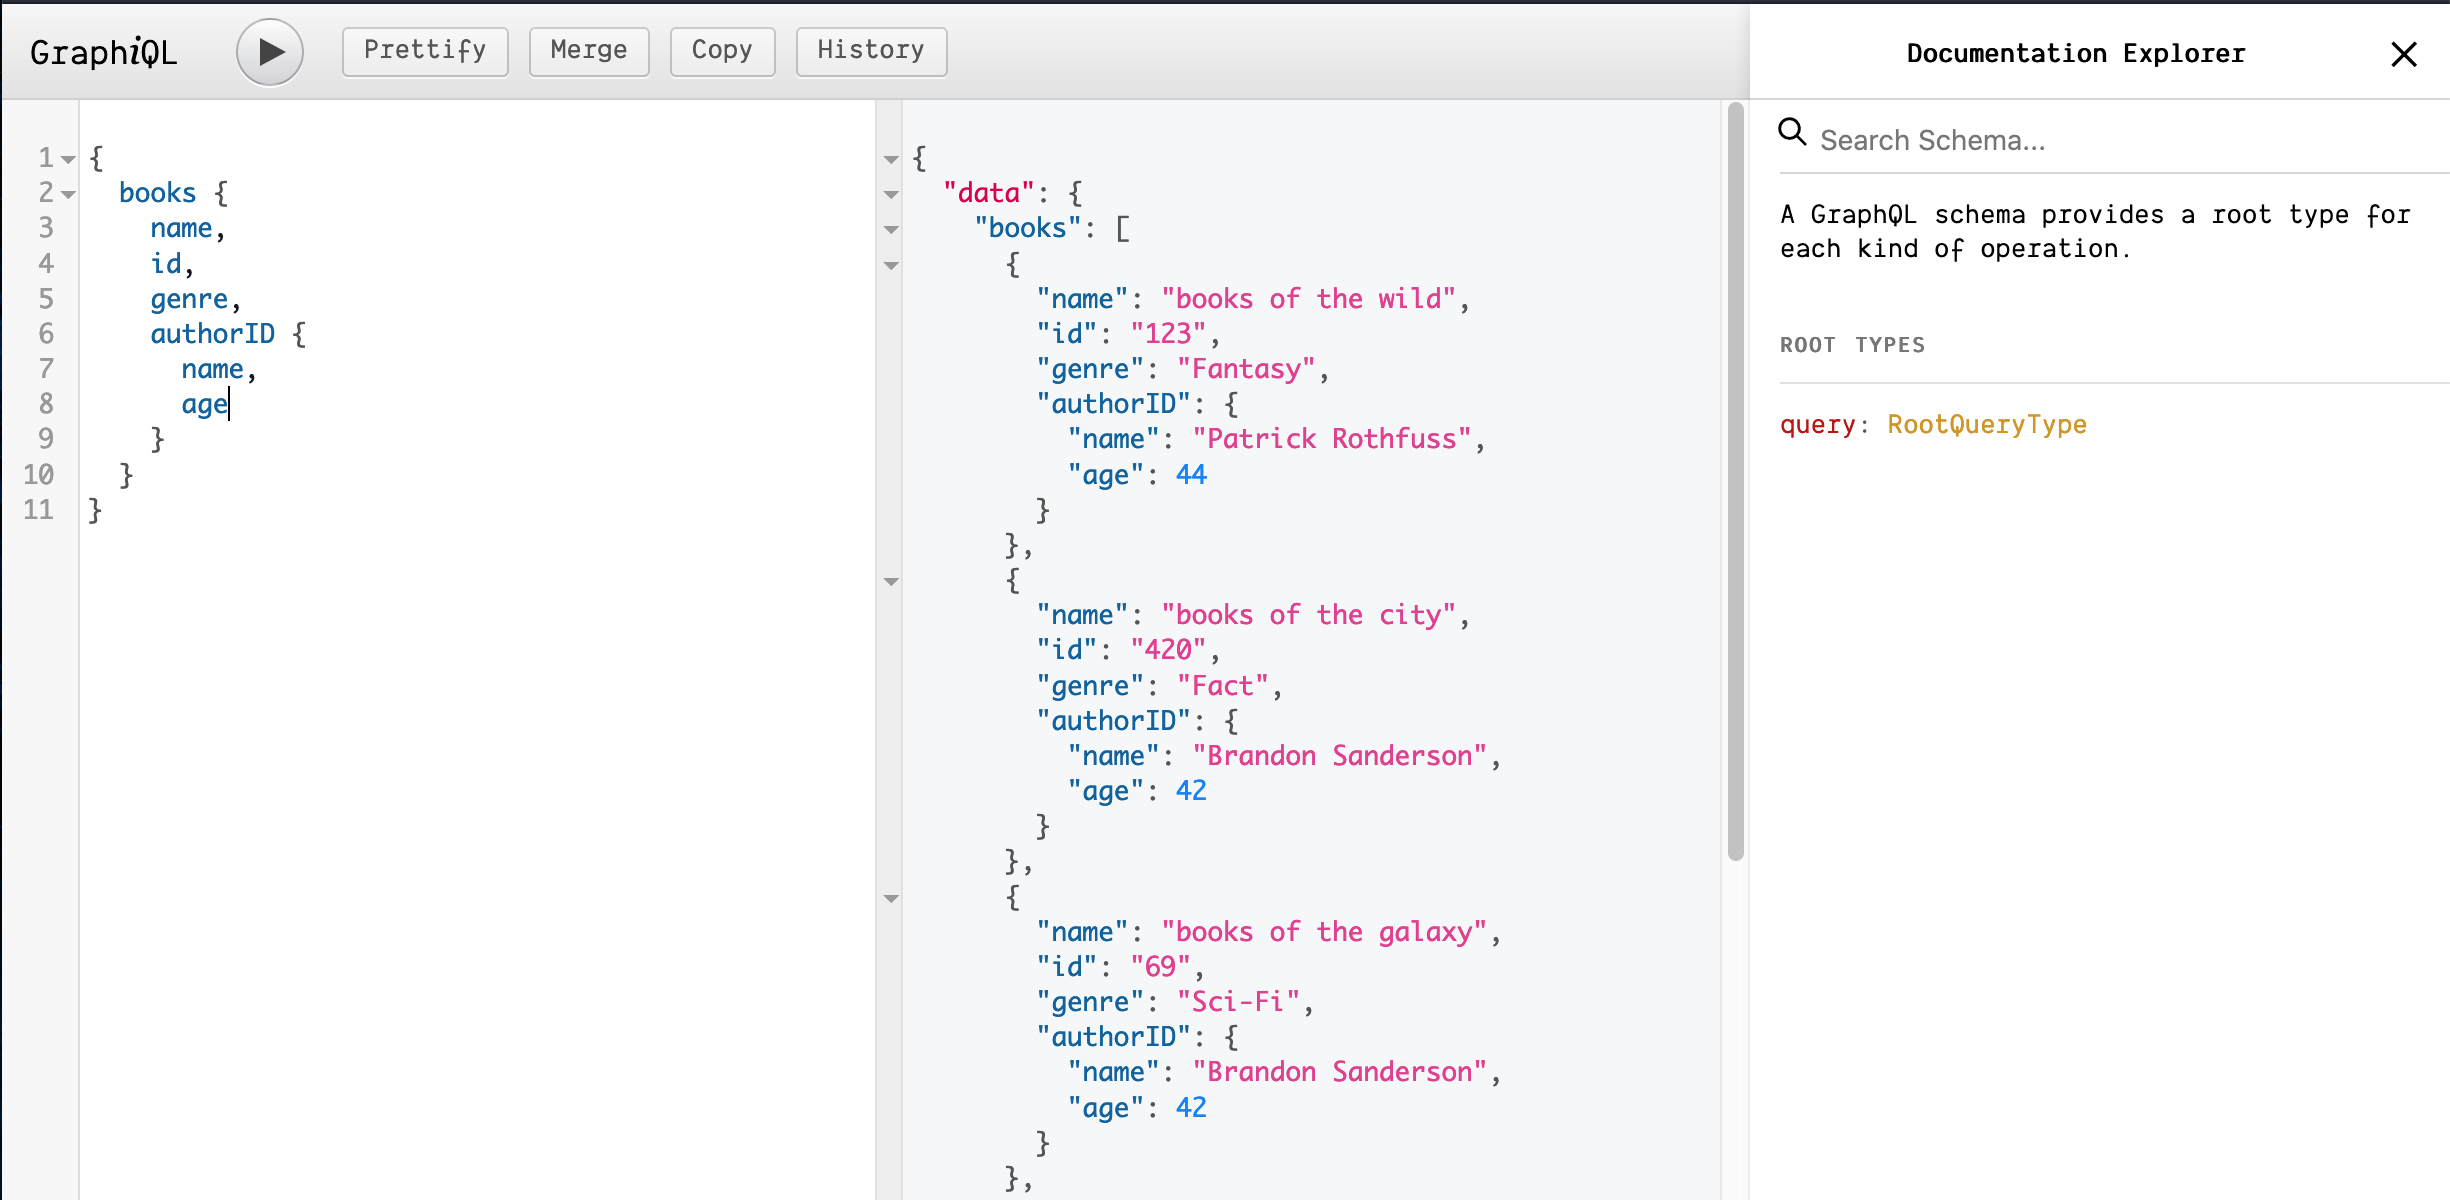 GraphiQL
Prettify
Merge
Copy
History
1 {
2   books {
3     name,
4     id,
5     genre,
6     authorID {
7       name,
8       age
9     }
10   }
11 }
{
  "data": {
    "books": [
      {
        "name": "books of the wild",
        "id": "123",
        "genre": "Fantasy",
        "authorID": {
          "name": "Patrick Rothfuss",
          "age": 44
        }
      },
      {
        "name": "books of the city",
        "id": "420",
        "genre": "Fact",
        "authorID": {
          "name": "Brandon Sanderson",
          "age": 42
        }
      },
      {
        "name": "books of the galaxy",
        "id": "69",
        "genre": "Sci-Fi",
        "authorID": {
          "name": "Brandon Sanderson",
          "age": 42
        }
      },
Documentation Explorer
Search Schema...
A GraphQL schema provides a root type for
each kind of operation.
ROOT TYPES
query: RootQueryType